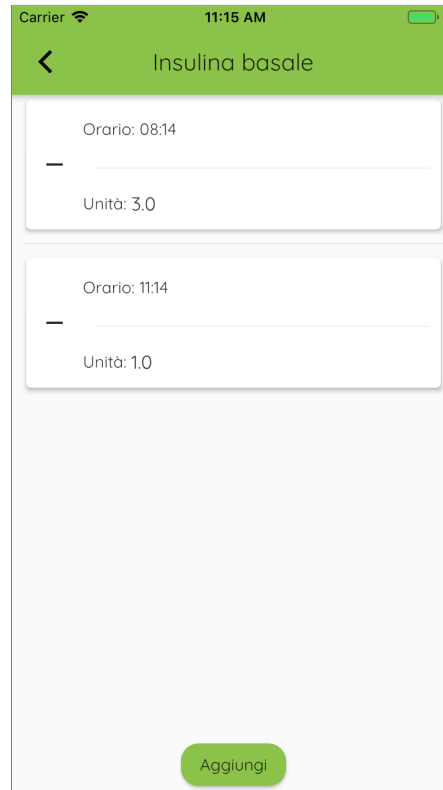 Carrier 11:15 AM
Insulina basale
Orario: 08:14
Unità: 3.0
Orario: 11:14
Unità: 1.0
Aggiungi